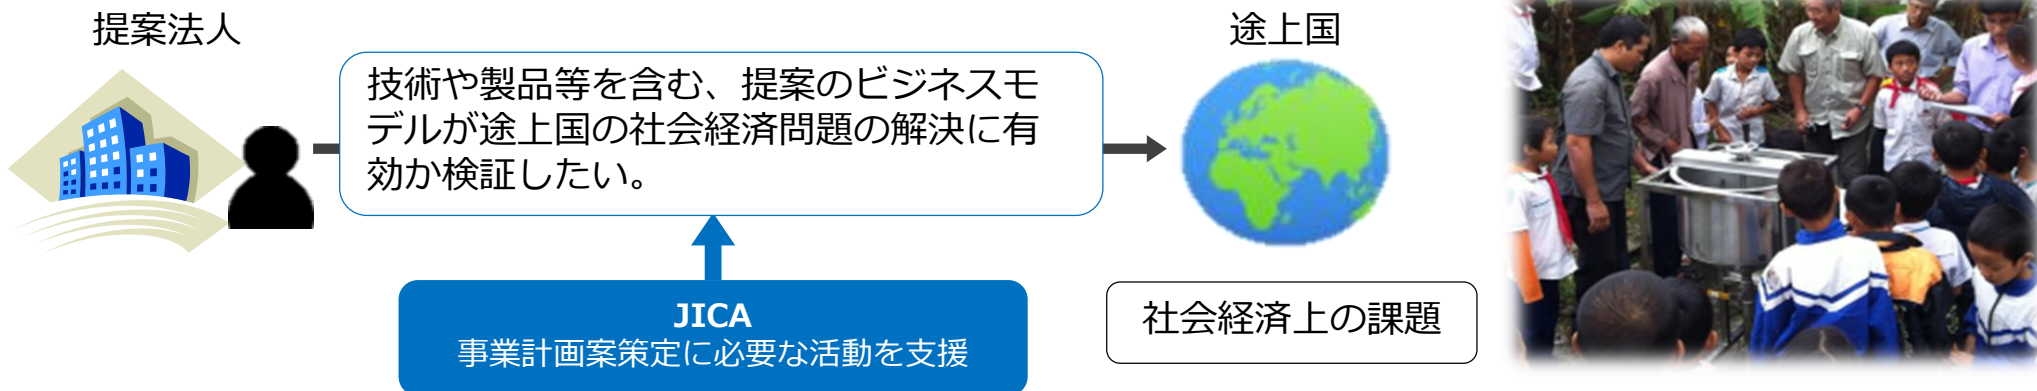 提案法人
技術や製品等を含む、提案のビジネスモ
デルが途上国の社会経済問題の解決に有
効か検証したい。
途上国
JICA
事業計画案策定に必要な活動を支援
社会経済上の課題